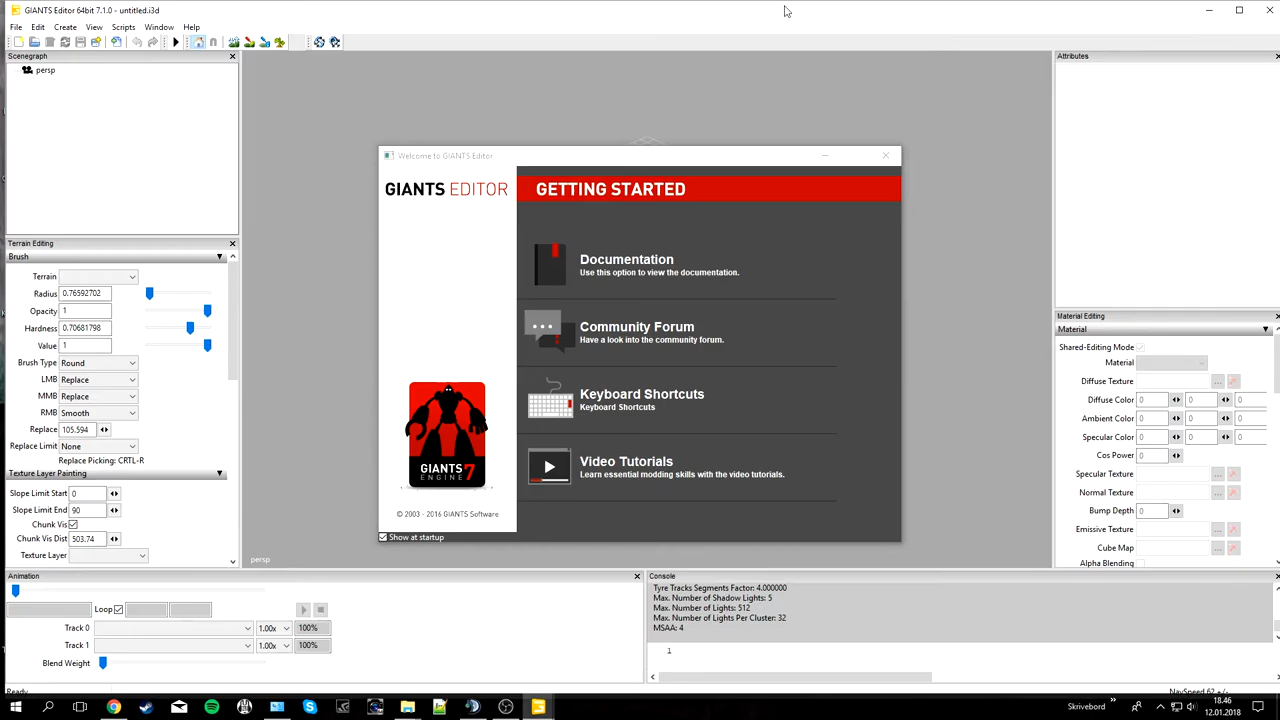 GIANTS Editor 64bit 7.1.0 - untitled.i3d
File Edit Create View Scripts Window Help
Scenegraph
persp
Terrain Editing
Brush
Terrain
Radius 0.76592702
Opacity 1
Hardness 0.70681798
Value 1
Brush Type Round
LMB Replace
MMB Replace
RMB Smooth
Replace 105.594
Replace Limit None
Replace Picking: CRTL-R
Texture Layer Painting
Slope Limit Start 0
Slope Limit End 90
Chunk Vis
Chunk Vis Dist 503.74
Texture Layer
Welcome to GIANTS Editor
GIANTS EDITOR
GETTING STARTED
Documentation
Use this option to view the documentation.
Community Forum
Have a look into the community forum.
Keyboard Shortcuts
Keyboard Shortcuts
Video Tutorials
Learn essential modding skills with the video tutorials.
GIANTS 7
ENGINE
© 2003 - 2016 GIANTS Software
Show at startup
persp
Attributes
Material Editing
Material
Shared-Editing Mode
Material
Diffuse Texture ...
Diffuse Color 0 0 0
Ambient Color 0 0 0
Specular Color 0 0 0
Cos Power 0
Specular Texture ...
Normal Texture ...
Bump Depth 0
Emissive Texture ...
Cube Map ...
Alpha Blending
Animation
Loop
Track 0 1.00x 100%
Track 1 1.00x 100%
Blend Weight
Console
Tyre Tracks Segments Factor: 4.000000
Max. Number of Shadow Lights: 5
Max. Number of Lights: 512
Max. Number of Lights Per Cluster: 32
MSAA: 4
1
Ready
NavSpeed 62 +/-
Skrivebord
18.46
12.01.2018